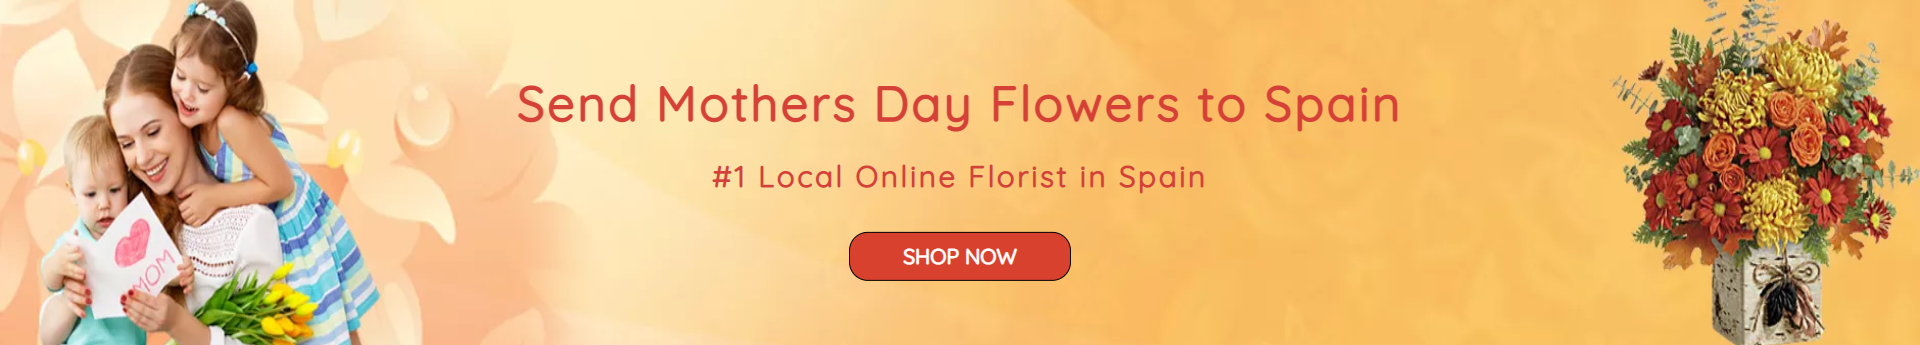 Send Mothers Day Flowers to Spain
#1 Local Online Florist in Spain
SHOP NOW
MOM